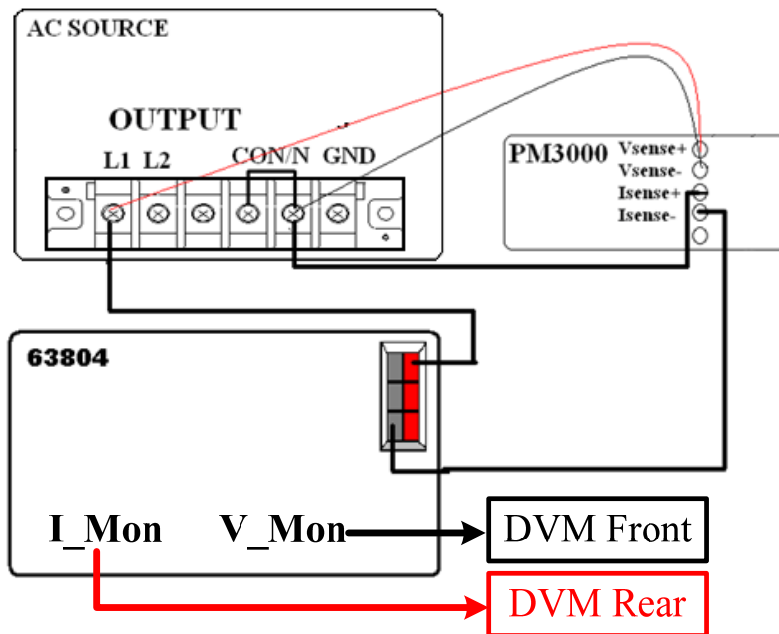 AC SOURCE
OUTPUT
L1 L2 CON/N GND
PM3000
Vsense+
Vsense-
Isense+
Isense-
63804
I_Mon V_Mon
DVM Front
DVM Rear